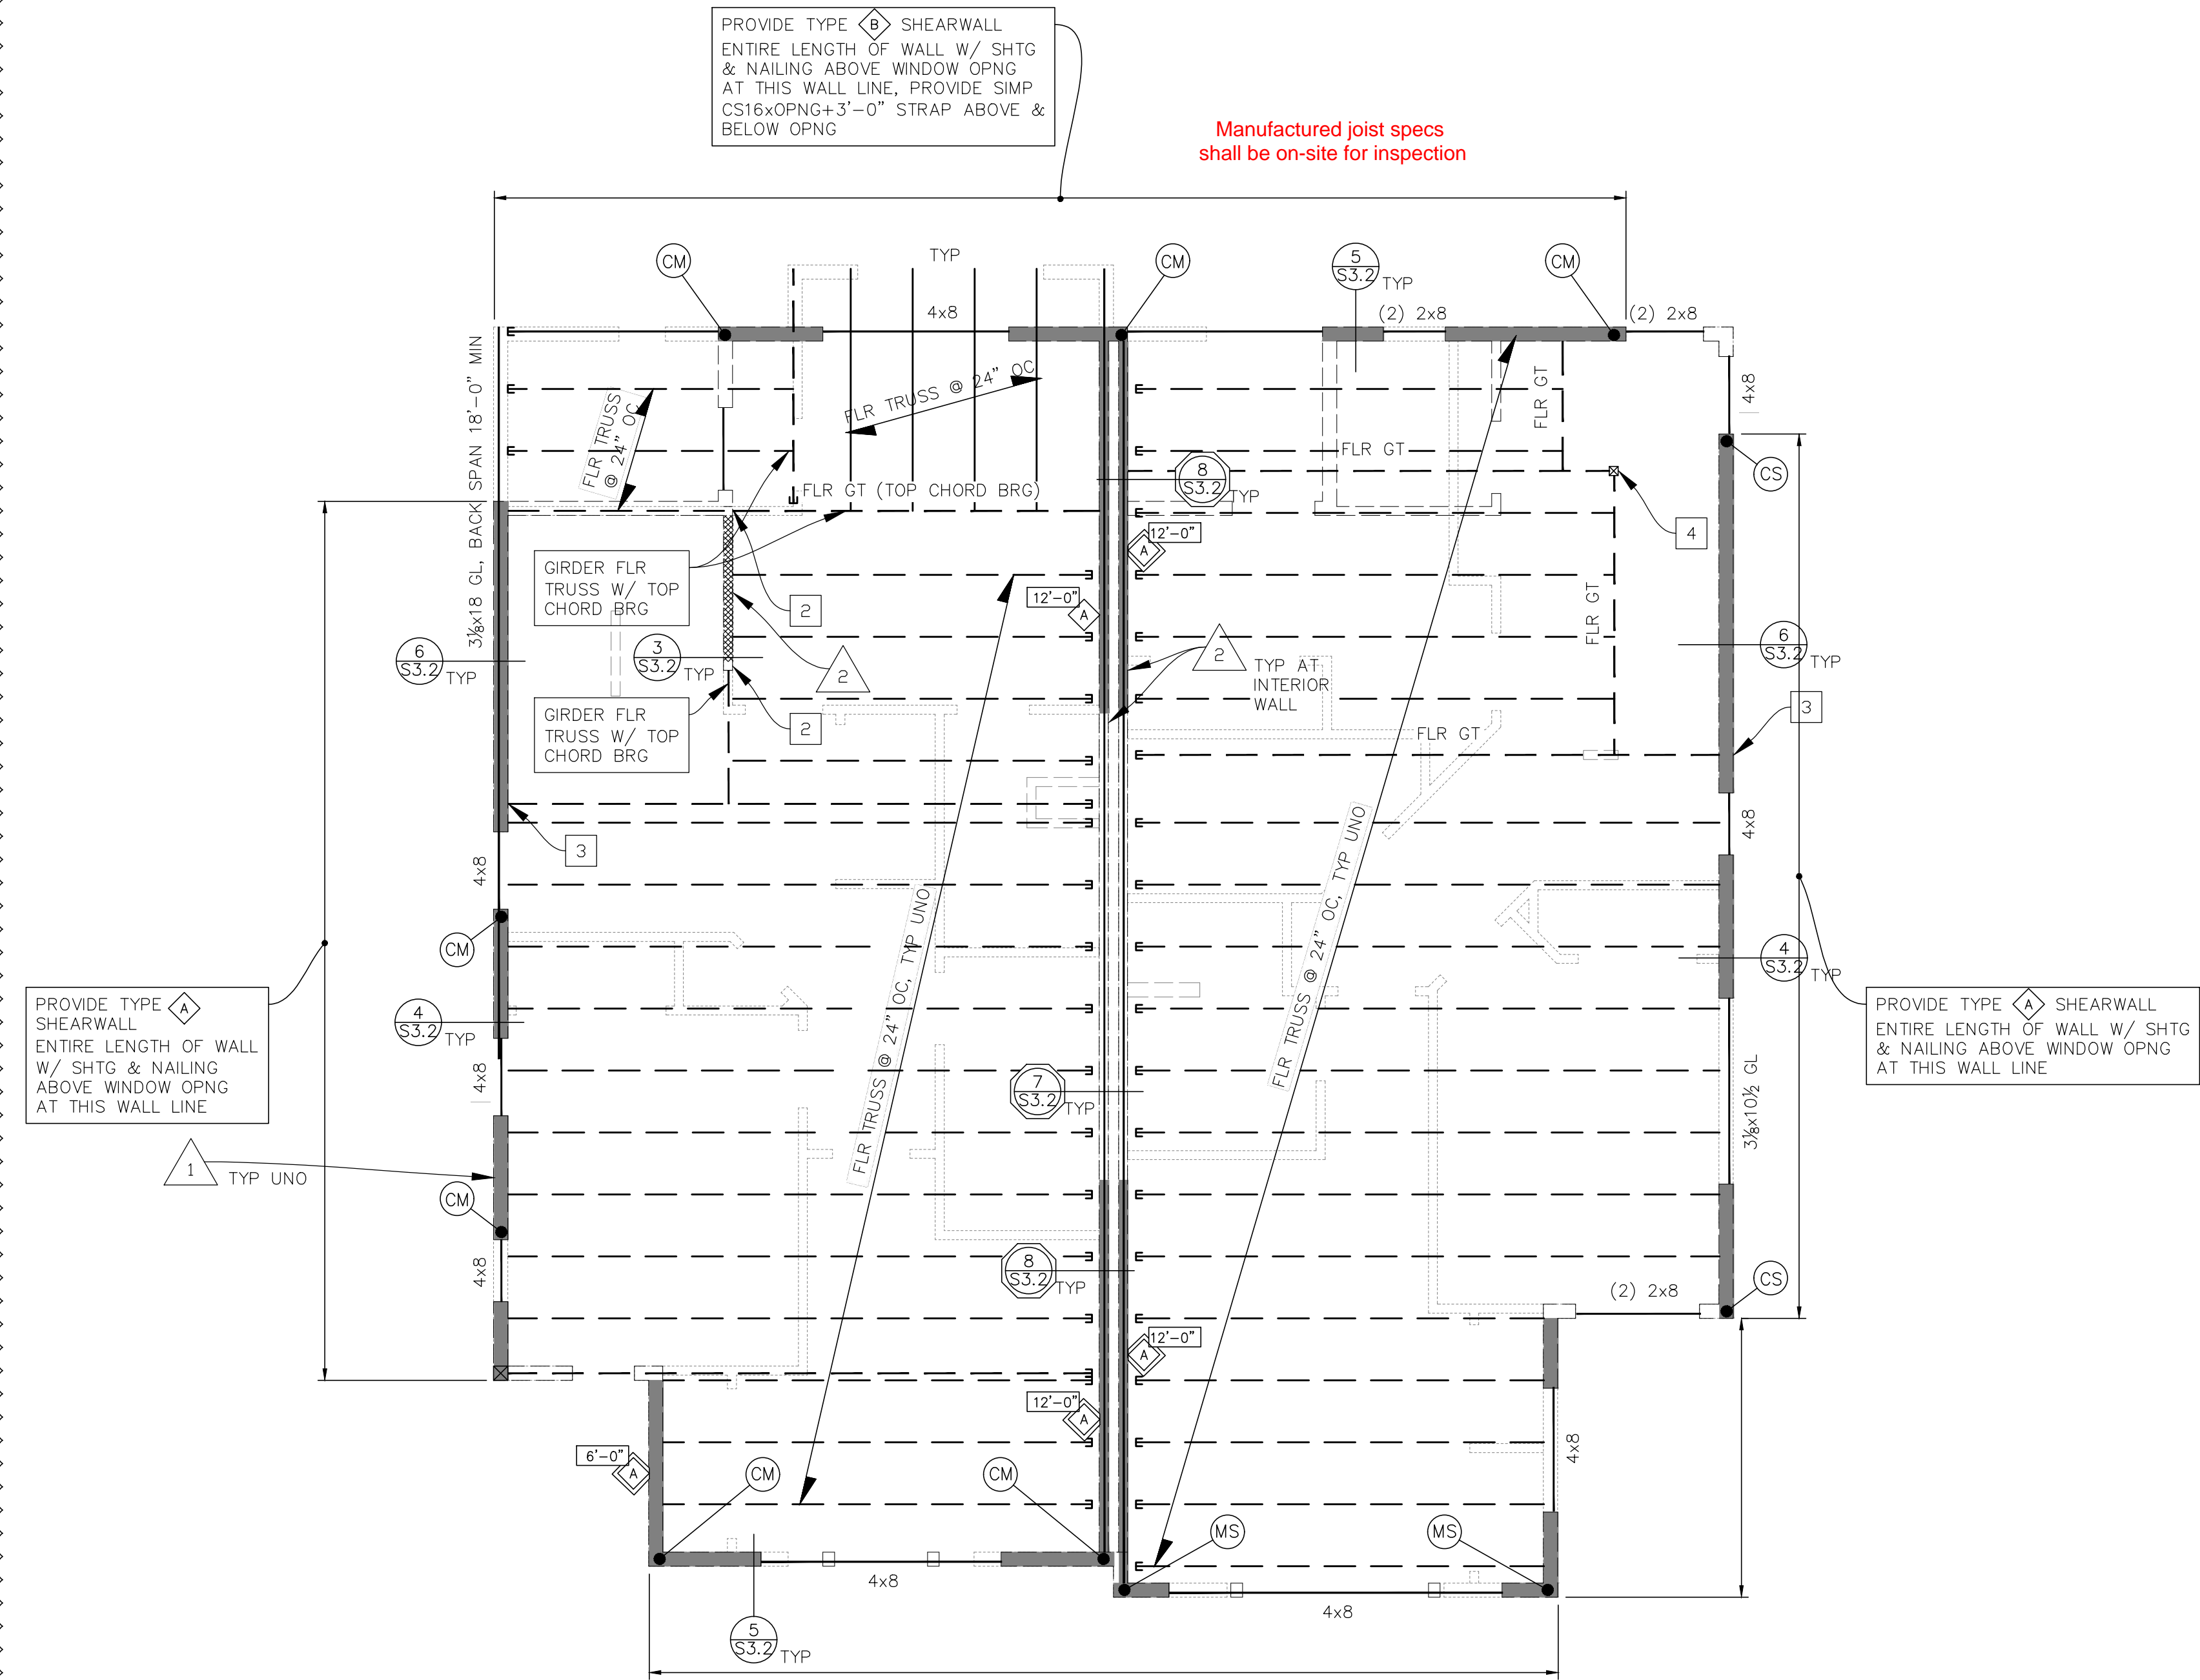 PROVIDE TYPE B SHEARWALL
ENTIRE LENGTH OF WALL W/ SHTG
& NAILING ABOVE WINDOW OPNG
AT THIS WALL LINE, PROVIDE SIMP
CS16xOPNG+3'-0" STRAP ABOVE &
BELOW OPNG
Manufactured joist specs
shall be on-site for inspection
CM
TYP
CM
5
S3.2
TYP
CM
4x8
(2) 2x8
(2) 2x8
4x8
3⅛x18 GL, BACK SPAN 18'-0" MIN
FLR TRUSS
@ 24" OC
FLR TRUSS @ 24" OC
FLR GT
FLR GT
8
S3.2
TYP
CS
FLR GT (TOP CHORD BRG)
4
12'-0"
A
GIRDER FLR
TRUSS W/ TOP
CHORD BRG
2
12'-0"
A
FLR GT
6
S3.2
TYP
3
S3.2
TYP
2
2
TYP AT
INTERIOR
WALL
6
S3.2
TYP
GIRDER FLR
TRUSS W/ TOP
CHORD BRG
2
FLR GT
3
3
4x8
4x8
FLR TRUSS @ 24" OC, TYP UNO
FLR TRUSS @ 24" OC, TYP UNO
CM
4
S3.2
TYP
PROVIDE TYPE A
SHEARWALL
ENTIRE LENGTH OF WALL
W/ SHTG & NAILING
ABOVE WINDOW OPNG
AT THIS WALL LINE
4
S3.2
TYP
PROVIDE TYPE A SHEARWALL
ENTIRE LENGTH OF WALL W/ SHTG
& NAILING ABOVE WINDOW OPNG
AT THIS WALL LINE
4x8
7
S3.2
TYP
3⅛x10½ GL
1
TYP UNO
CM
4x8
8
S3.2
TYP
CS
(2) 2x8
12'-0"
A
12'-0"
A
6'-0"
A
4x8
CM
CM
MS
MS
4x8
4x8
5
S3.2
TYP